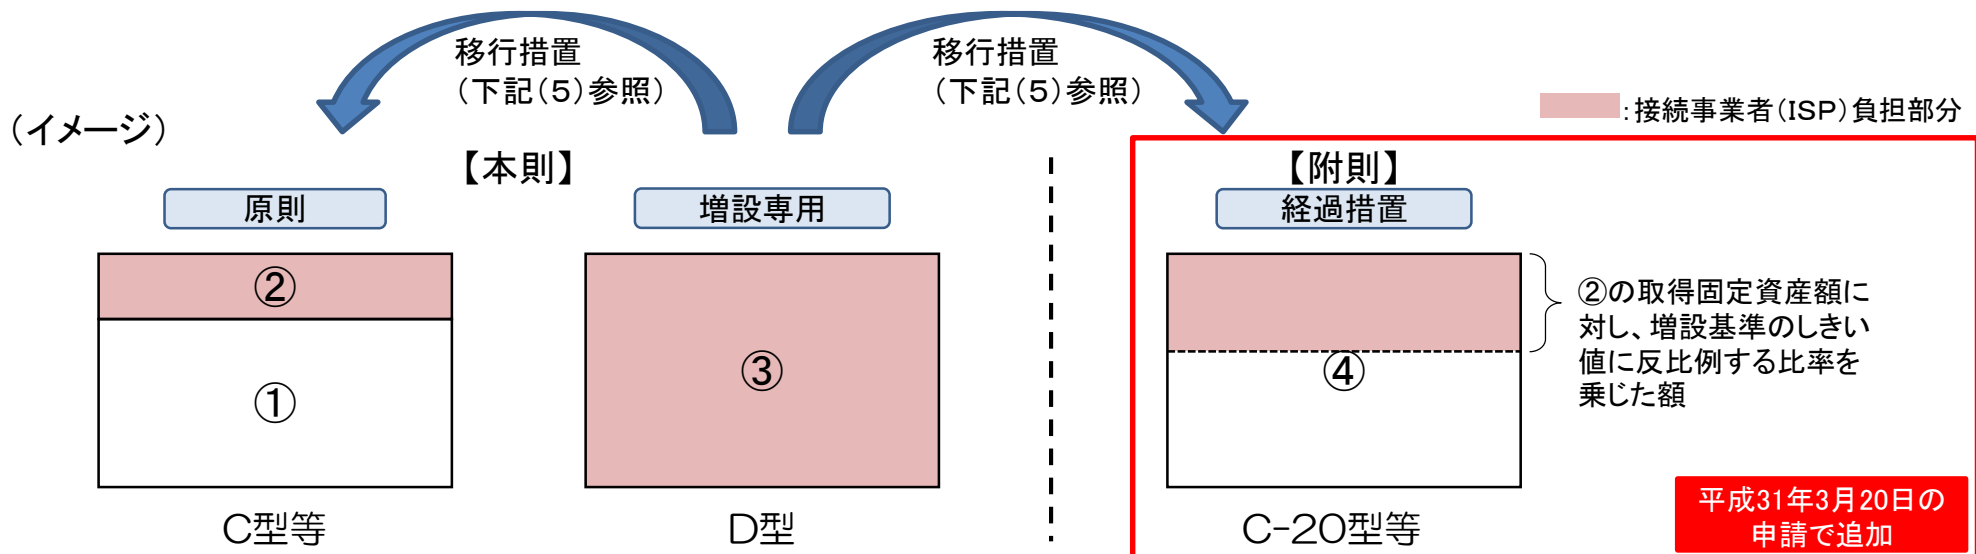 移行措置
（下記（５）参照）
移行措置
（下記（５）参照）
（イメージ）
：接続事業者（ISP）負担部分
【本則】
【附則】
原則
増設専用
経過措置
②
①
③
④
②の取得固定資産額に
対し、増設基準のしきい
値に反比例する比率を
乗じた額
C型等
D型
C-20型等
平成31年3月20日の
申請で追加